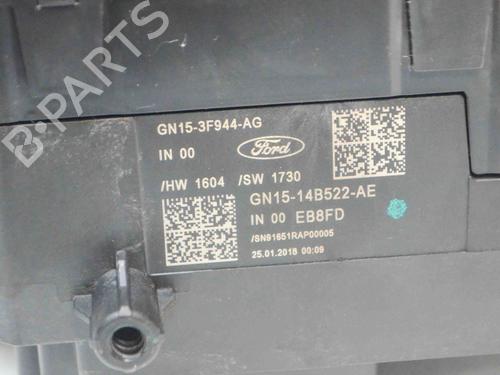 GN15-3F944-AG
IN 00
Ford
/HW 1604 /SW 1730
GN15-14B522-AE
IN 00 EB8FD
/SN91651RAP00005
25.01.2018 00:09
B-PARTS